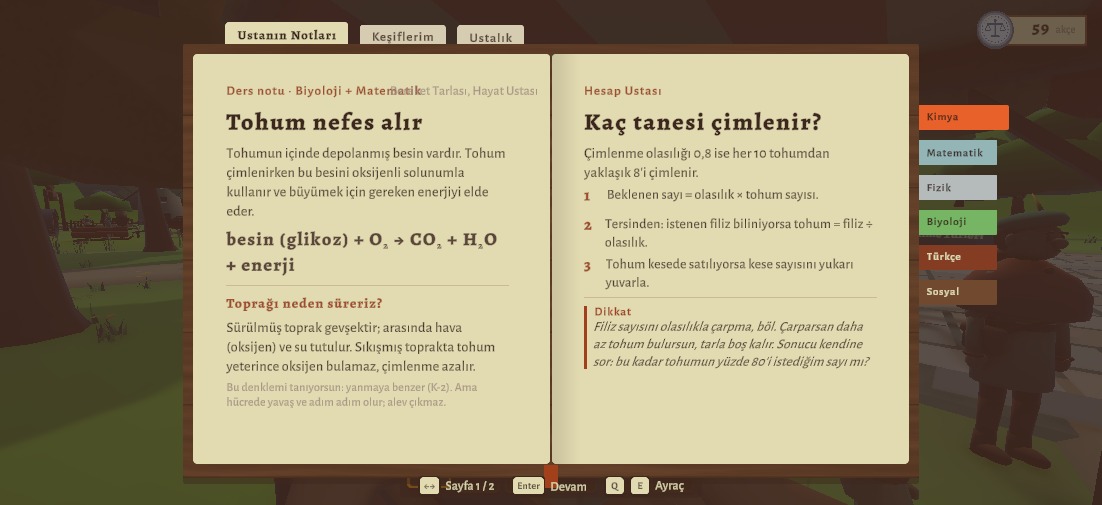 Ustanın Notları
Keşiflerim
Ustalık
59 akçe
Ders notu · Biyoloji + Matematik
Tarlası, Hayat Ustası
Tohum nefes alır
Tohumun içinde depolanmış besin vardır. Tohum
çimlenirken bu besini oksijenli solunumla
kullanır ve büyümek için gereken enerjiyi elde
eder.
besin (glikoz) + O₂ → CO₂ + H₂O
+ enerji
Toprağı neden süreriz?
Sürülmüş toprak gevşektir; arasında hava
(oksijen) ve su tutulur. Sıkışmış toprakta tohum
yeterince oksijen bulamaz, çimlenme azalır.
Bu denklemi tanıyorsun: yanmaya benzer (K-2). Ama
hücrede yavaş ve adım adım olur; alev çıkmaz.
Hesap Ustası
Kaç tanesi çimlenir?
Çimlenme olasılığı 0,8 ise her 10 tohumdan
yaklaşık 8'i çimlenir.
1 Beklenen sayı = olasılık × tohum sayısı.
2 Tersinden: istenen filiz biliniyorsa tohum = filiz ÷
olasılık.
3 Tohum kesede satılıyorsa kese sayısını yukarı
yuvarla.
Dikkat
Filiz sayısını olasılıkla çarpma, böl. Çarparsan daha
az tohum bulursun, tarla boş kalır. Sonucu kendine
sor: bu kadar tohumun yüzde 80'i istediğim sayı mı?
Kimya
Matematik
Fizik
Biyoloji
Türkçe
Sosyal
↔ Sayfa 1 / 2 Enter Devam Q E Ayraç